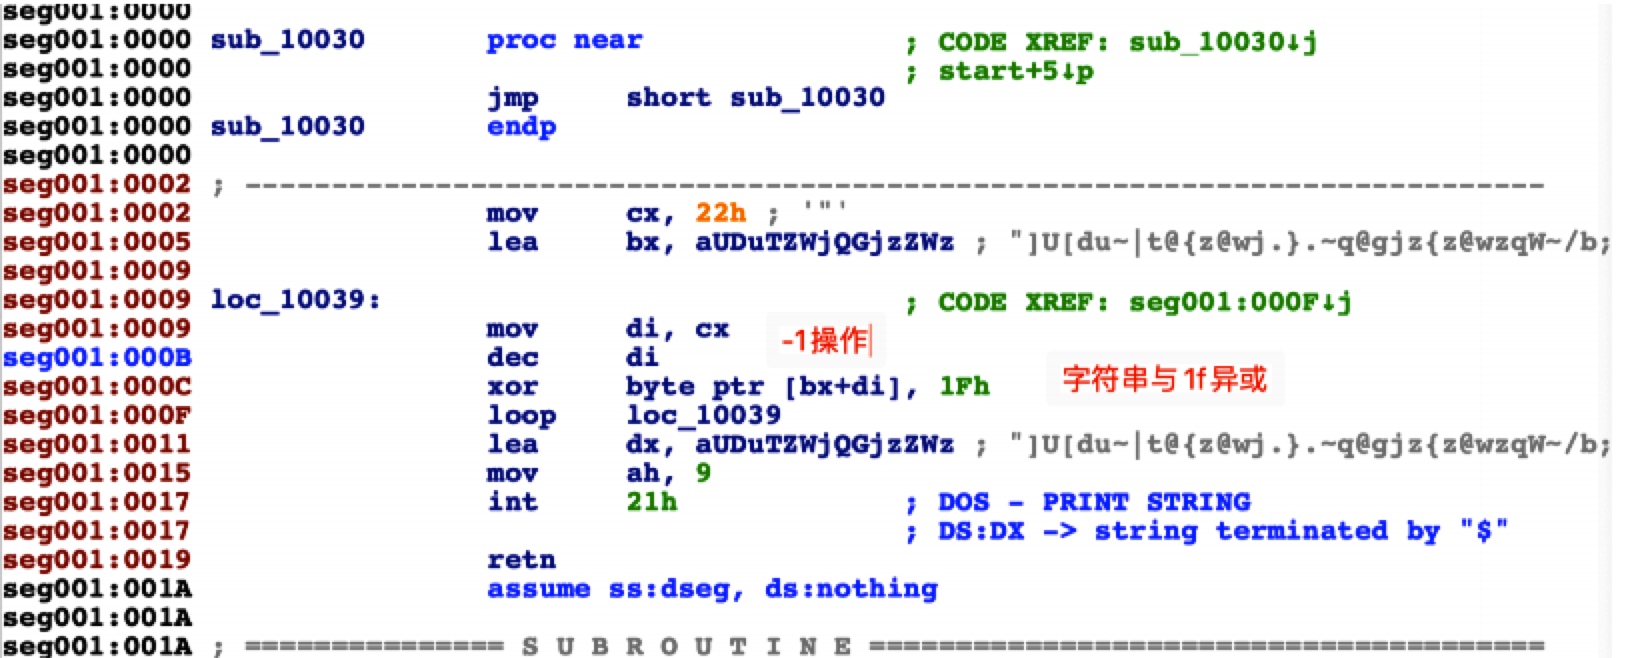 seg001:0000
seg001:0000 sub_10030 proc near ; CODE XREF: sub_10030↓j
seg001:0000 ; start+5↓p
seg001:0000 jmp short sub_10030
seg001:0000 sub_10030 endp
seg001:0000
seg001:0002 ; ---------------------------------------------------------------------------
seg001:0002 mov cx, 22h ; '"'
seg001:0005 lea bx, aUDuTZWjQGjzZWz ; "]U[du~|t@{z@wj.}.~q@gjz{z@wzqW~/b;
seg001:0009
seg001:0009 loc_10039: ; CODE XREF: seg001:000F↓j
seg001:0009 mov di, cx -1操作
seg001:000B dec di
seg001:000C xor byte ptr [bx+di], 1Fh 字符串与1f异或
seg001:000F loop loc_10039
seg001:0011 lea dx, aUDuTZWjQGjzZWz ; "]U[du~|t@{z@wj.}.~q@gjz{z@wzqW~/b;
seg001:0015 mov ah, 9
seg001:0017 int 21h ; DOS - PRINT STRING
seg001:0017 ; DS:DX -> string terminated by "$"
seg001:0019 retn
seg001:001A assume ss:dseg, ds:nothing
seg001:001A
seg001:001A ; =============== S U B R O U T I N E =======================================